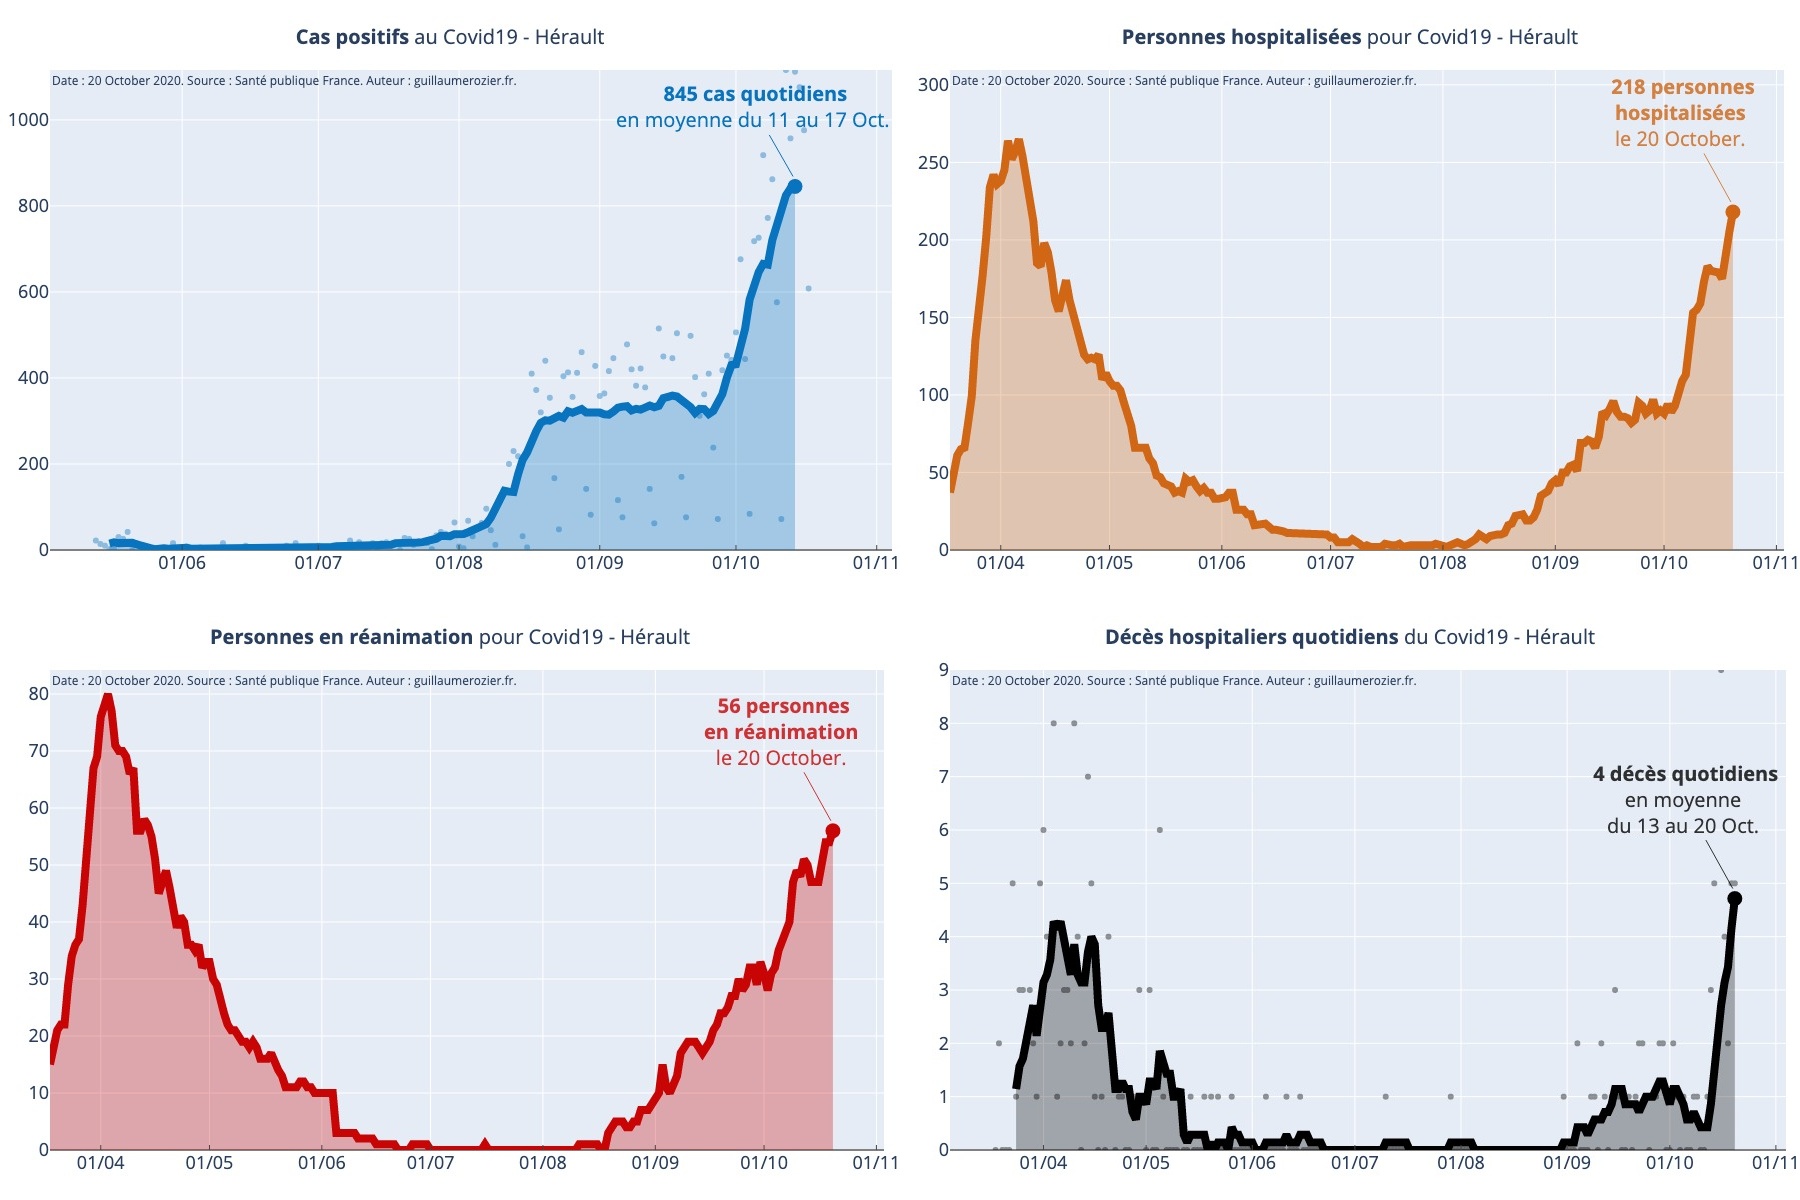 Cas positifs au Covid19 - Hérault
Date : 20 October 2020. Source : Santé publique France. Auteur : guillaumerozier.fr.
845 cas quotidiens
en moyenne du 11 au 17 Oct.
1000
800
600
400
200
0
01/06 01/07 01/08 01/09 01/10 01/11
Personnes hospitalisées pour Covid19 - Hérault
Date : 20 October 2020. Source : Santé publique France. Auteur : guillaumerozier.fr.
218 personnes
hospitalisées
le 20 October.
300
250
200
150
100
50
0
01/04 01/05 01/06 01/07 01/08 01/09 01/10 01/11
Personnes en réanimation pour Covid19 - Hérault
Date : 20 October 2020. Source : Santé publique France. Auteur : guillaumerozier.fr.
56 personnes
en réanimation
le 20 October.
80
70
60
50
40
30
20
10
0
01/04 01/05 01/06 01/07 01/08 01/09 01/10 01/11
Décès hospitaliers quotidiens du Covid19 - Hérault
Date : 20 October 2020. Source : Santé publique France. Auteur : guillaumerozier.fr.
4 décès quotidiens
en moyenne
du 13 au 20 Oct.
9
8
7
6
5
4
3
2
1
0
01/04 01/05 01/06 01/07 01/08 01/09 01/10 01/11